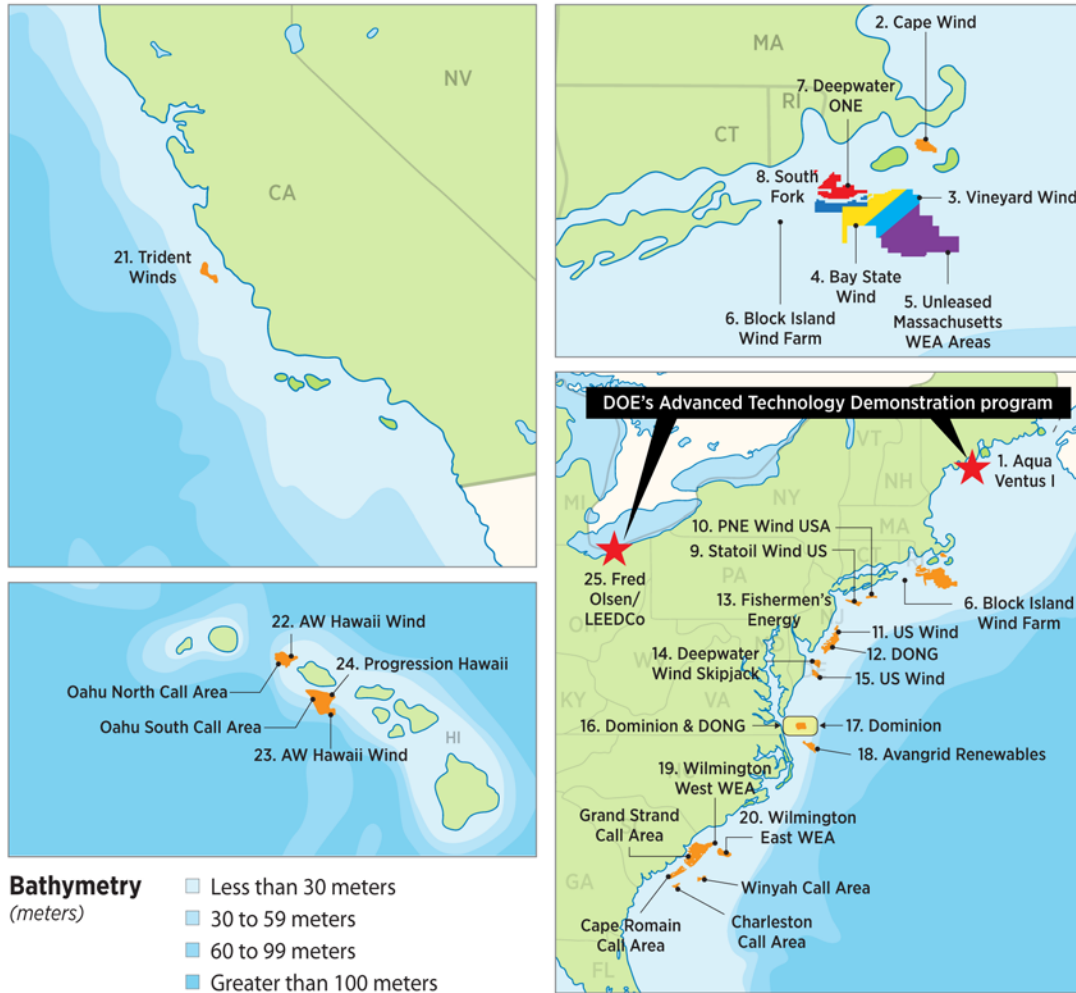 NV
CA
21. Trident
Winds
2. Cape Wind
MA
7. Deepwater
ONE
RI
CT
8. South
Fork
3. Vineyard Wind
4. Bay State
Wind
5. Unleased
Massachusetts
WEA Areas
6. Block Island
Wind Farm
DOE's Advanced Technology Demonstration program
VT
1. Aqua
Ventus I
NH
MI
NY
MA
10. PNE Wind USA
CT
9. Statoil Wind US
PA
25. Fred
Olsen/
LEEDCo
13. Fishermen's
Energy
NJ
6. Block Island
Wind Farm
OH
11. US Wind
12. DONG
14. Deepwater
Wind Skipjack
15. US Wind
KY
VA
16. Dominion & DONG
17. Dominion
18. Avangrid Renewables
19. Wilmington
West WEA
Grand Strand
Call Area
20. Wilmington
East WEA
GA
Winyah Call Area
Cape Romain
Call Area
Charleston
Call Area
FL
22. AW Hawaii Wind
24. Progression Hawaii
Oahu North Call Area
Oahu South Call Area
HI
23. AW Hawaii Wind
Bathymetry
(meters)
Less than 30 meters
30 to 59 meters
60 to 99 meters
Greater than 100 meters